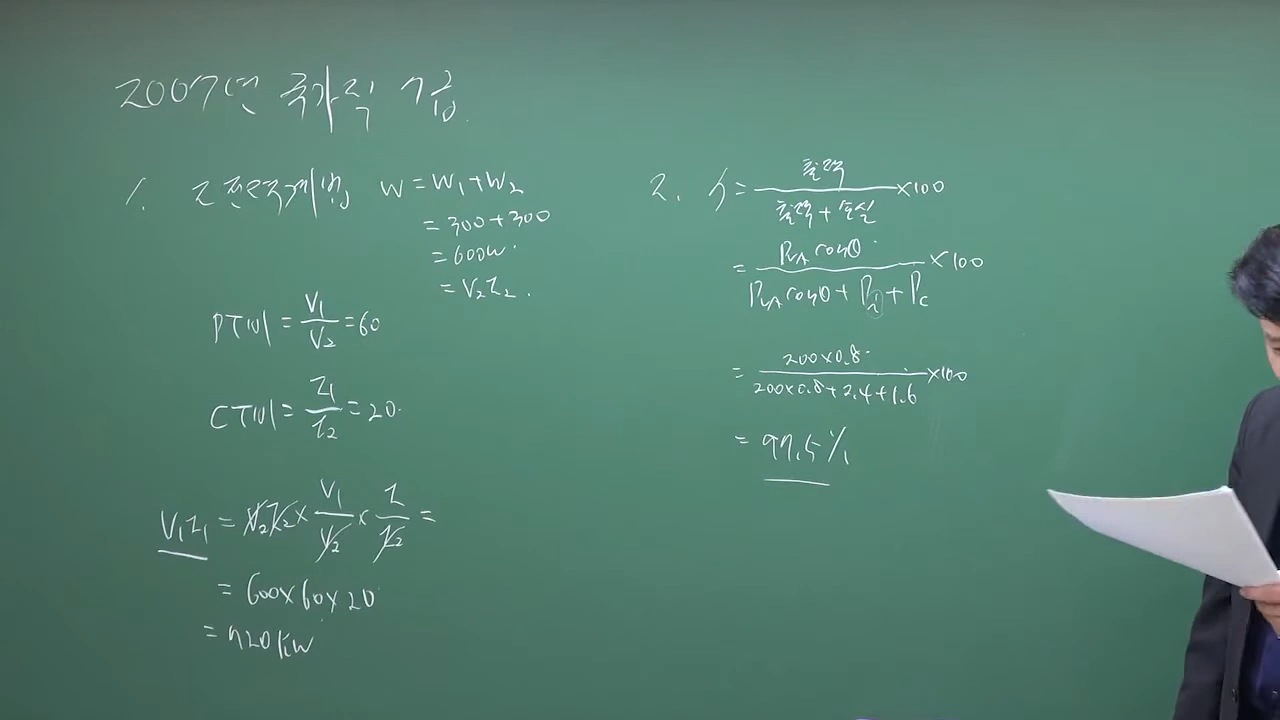 2007년 국가직 7급
1. 2전력계법 W = W₁+W₂
= 300+300
= 600W
= V₂I₂.
PT비 = V₁/V₂ = 60
CT비 = I₁/I₂ = 20
V₁I₁ = V₂I₂ × V₁/V₂ × I/I₂ =
= 600×60×20
= 720kW
2. η = 출력/출력+손실 ×100
= Pa cosθ/Pa cosθ + Pi + Pc ×100
= 200×0.8/200×0.8+2.4+1.6 ×100
= 97.5%